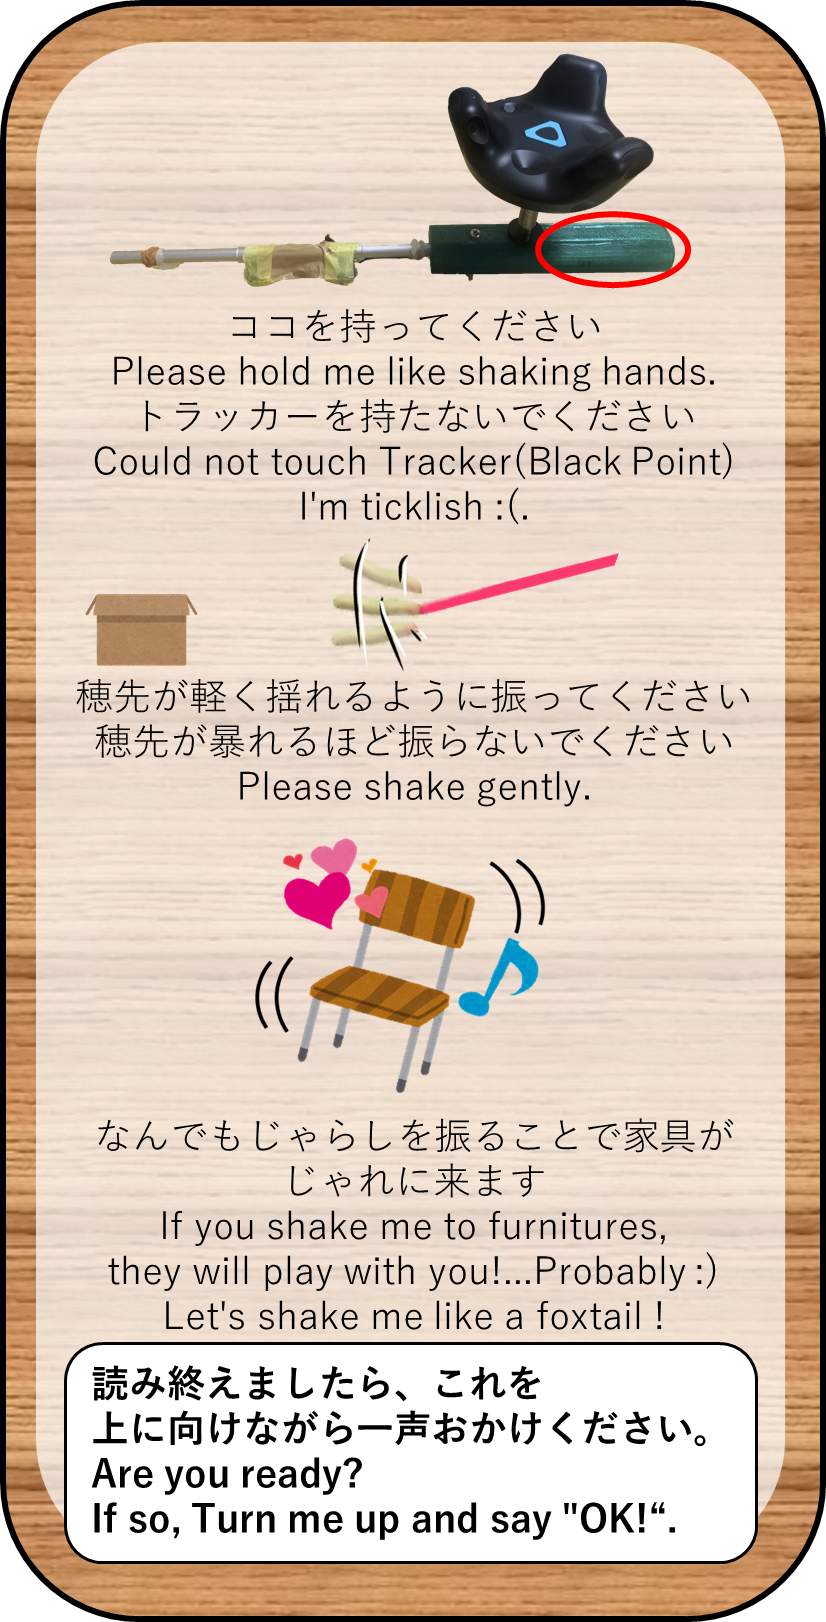 ココを持ってください
Please hold me like shaking hands.
トラッカーを持たないでください
Could not touch Tracker(Black Point)
I'm ticklish :(.
穂先が軽く揺れるように振ってください
穂先が暴れるほど振らないでください
Please shake gently.
なんでもじゃらしを振ることで家具が
じゃれに来ます
If you shake me to furnitures,
they will play with you!...Probably :)
Let's shake me like a foxtail !
読み終えましたら、これを
上に向けながら一声おかけください。
Are you ready?
If so, Turn me up and say "OK!“.